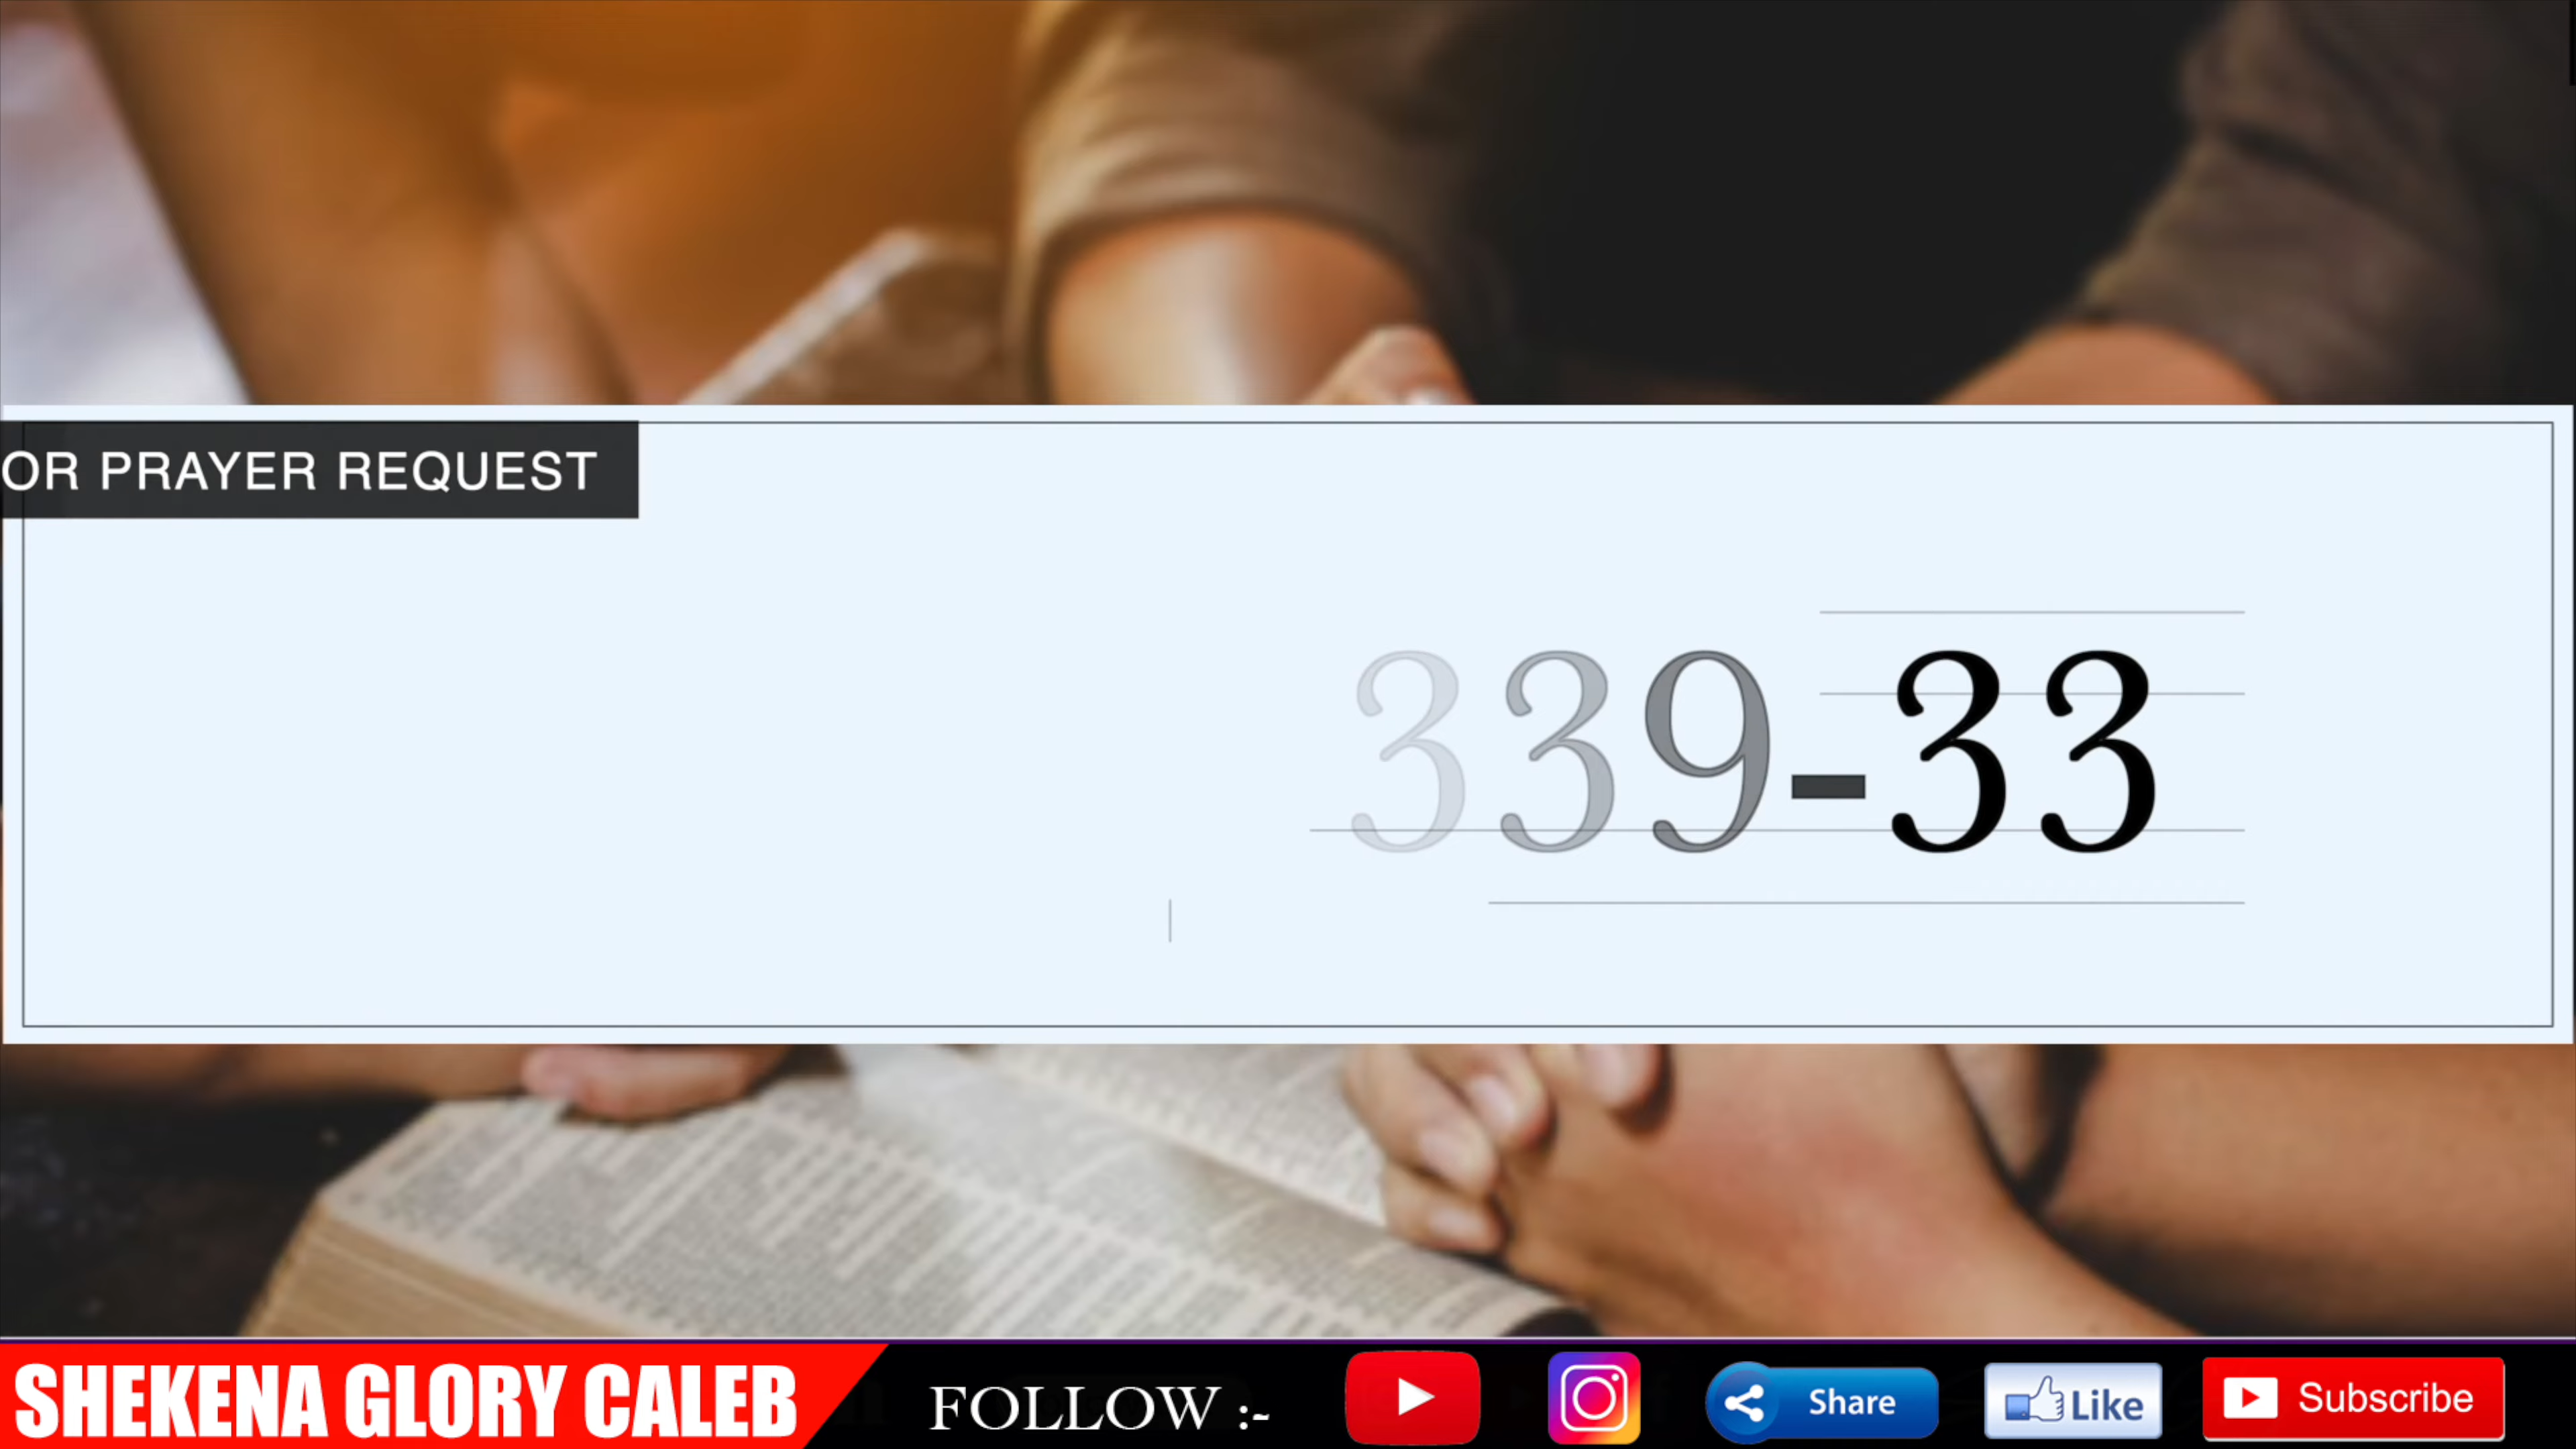 OR PRAYER REQUEST
339-33
SHEKENA GLORY CALEB
FOLLOW :-
Share
Like
Subscribe